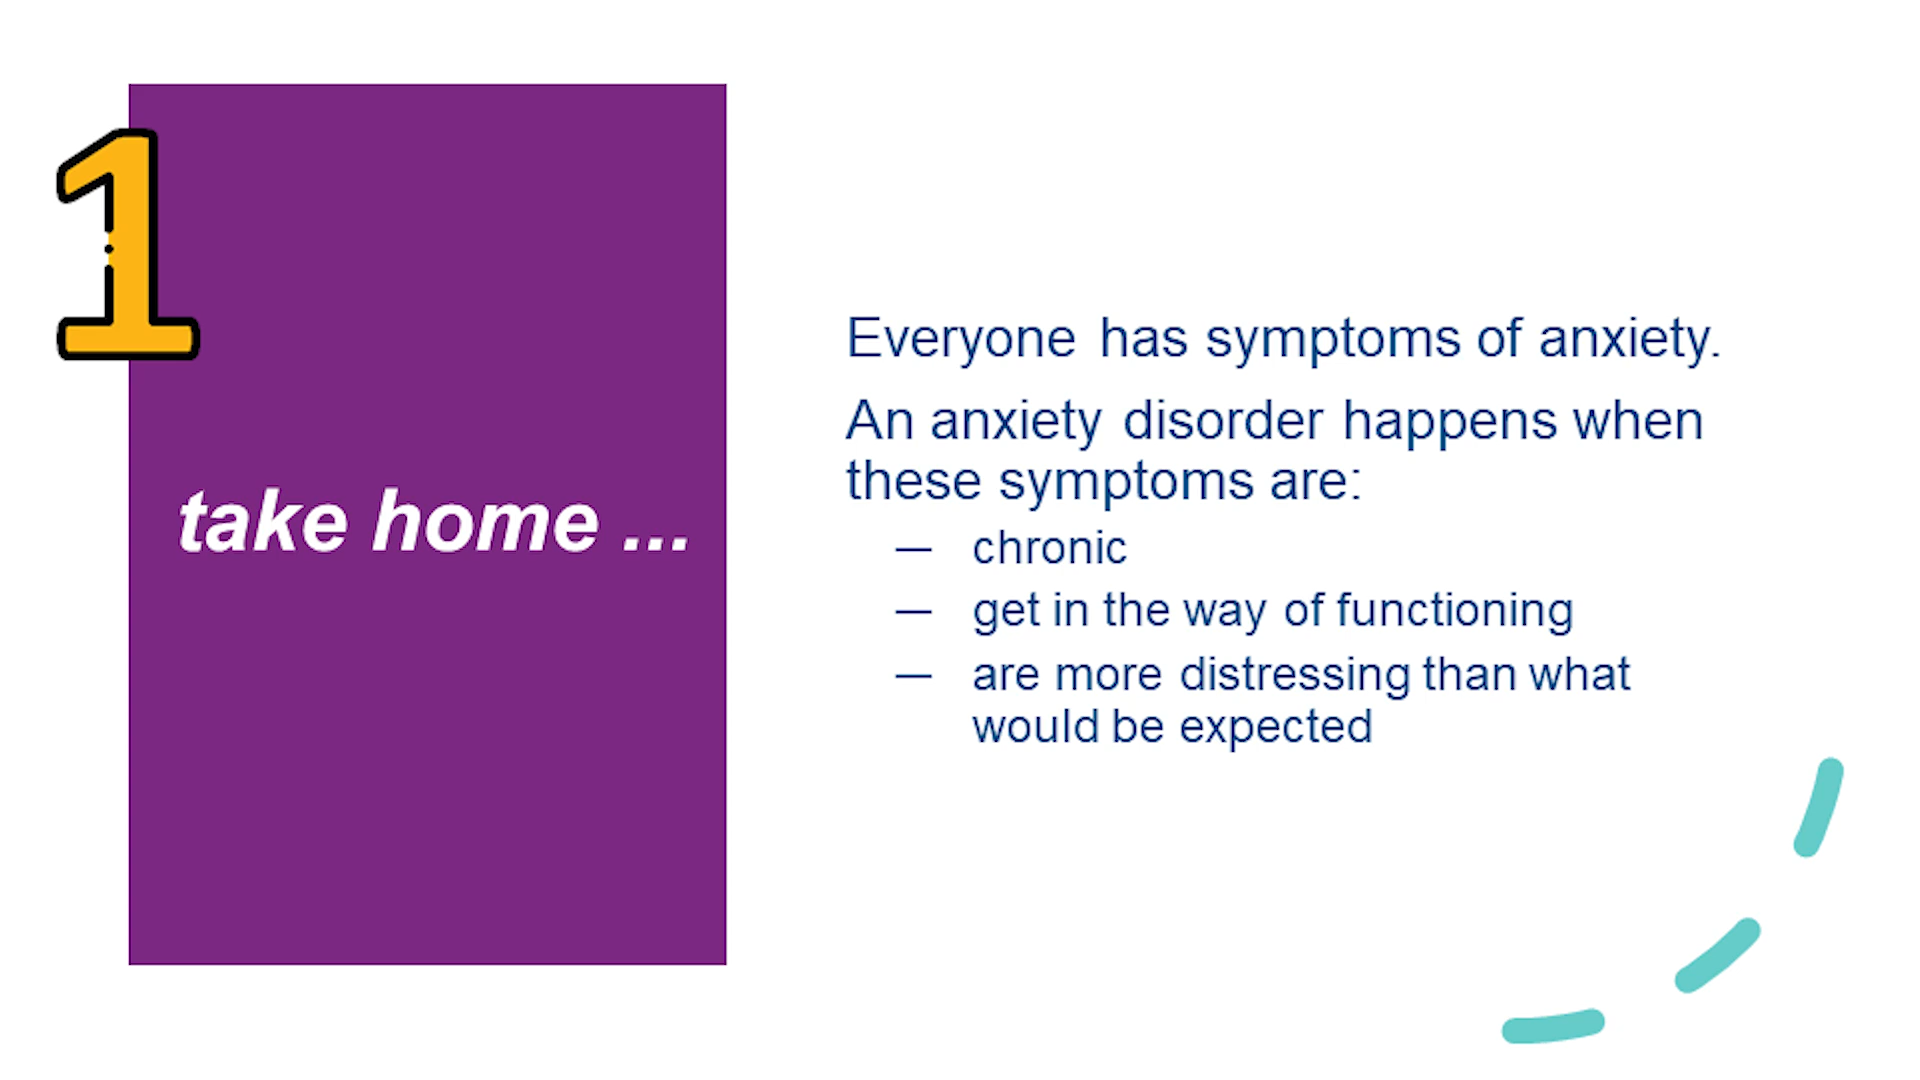 1
take home ...
Everyone has symptoms of anxiety.
An anxiety disorder happens when
these symptoms are:
— chronic
— get in the way of functioning
— are more distressing than what
would be expected